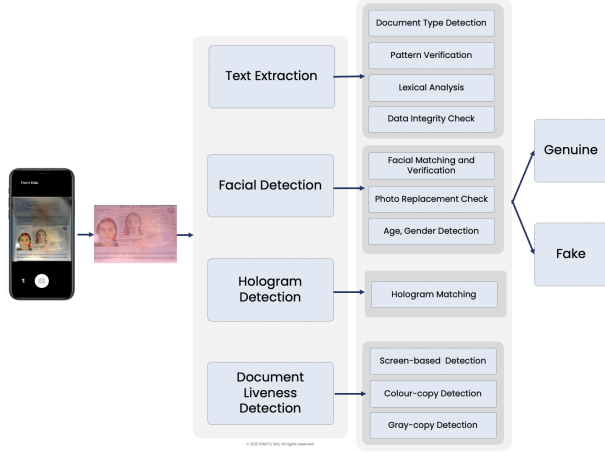 Front Side
Text Extraction
Document Type Detection
Pattern Verification
Lexical Analysis
Data Integrity Check
Facial Detection
Facial Matching and
Verification
Photo Replacement Check
Age, Gender Detection
Hologram
Detection
Hologram Matching
Document
Liveness
Detection
Screen-based Detection
Colour-copy Detection
Gray-copy Detection
Genuine
Fake